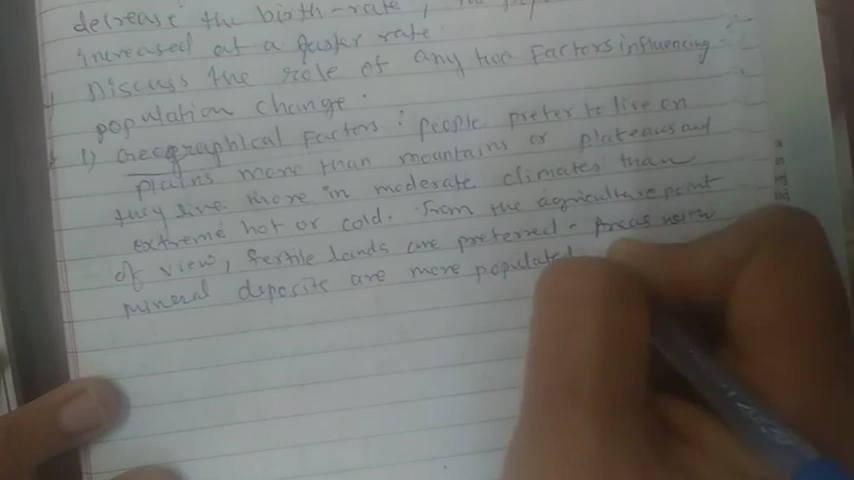 decrease the birth-rate,
increased at a faster rate
Discuss the role of any two Factors influencing
population change.
1) Geographical Factors: people prefer to live on
plains more than mountains or plateaus and
they live more in moderate climates than
extreme hot or cold. From the agriculture point
of view, fertile lands are preferred. Areas
mineral deposits are more populated